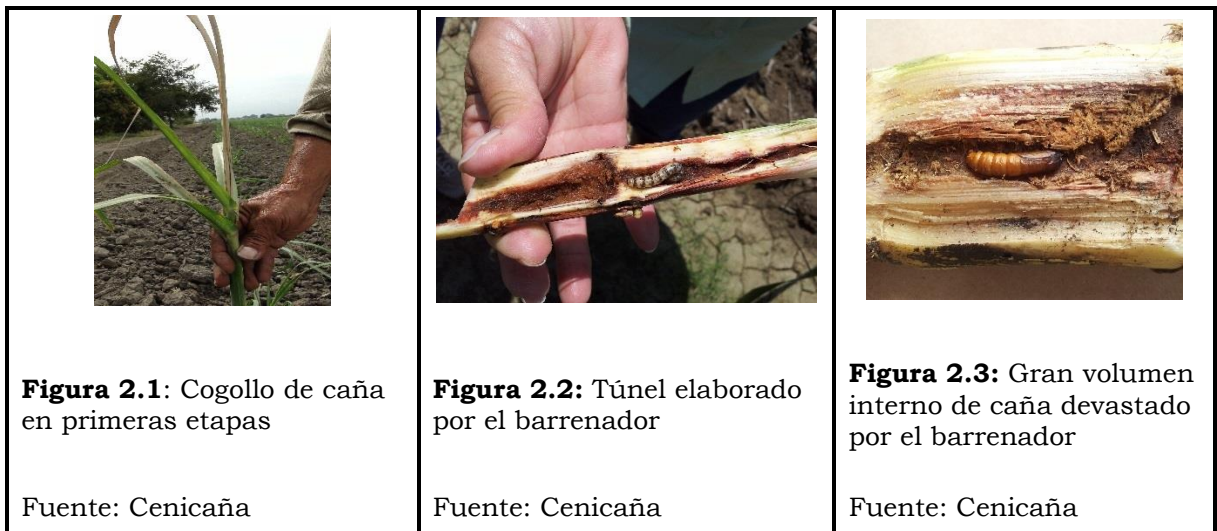 Figura 2.1: Cogollo de caña
en primeras etapas
Fuente: Cenicaña
Figura 2.2: Túnel elaborado
por el barrenador
Fuente: Cenicaña
Figura 2.3: Gran volumen
interno de caña devastado
por el barrenador
Fuente: Cenicaña